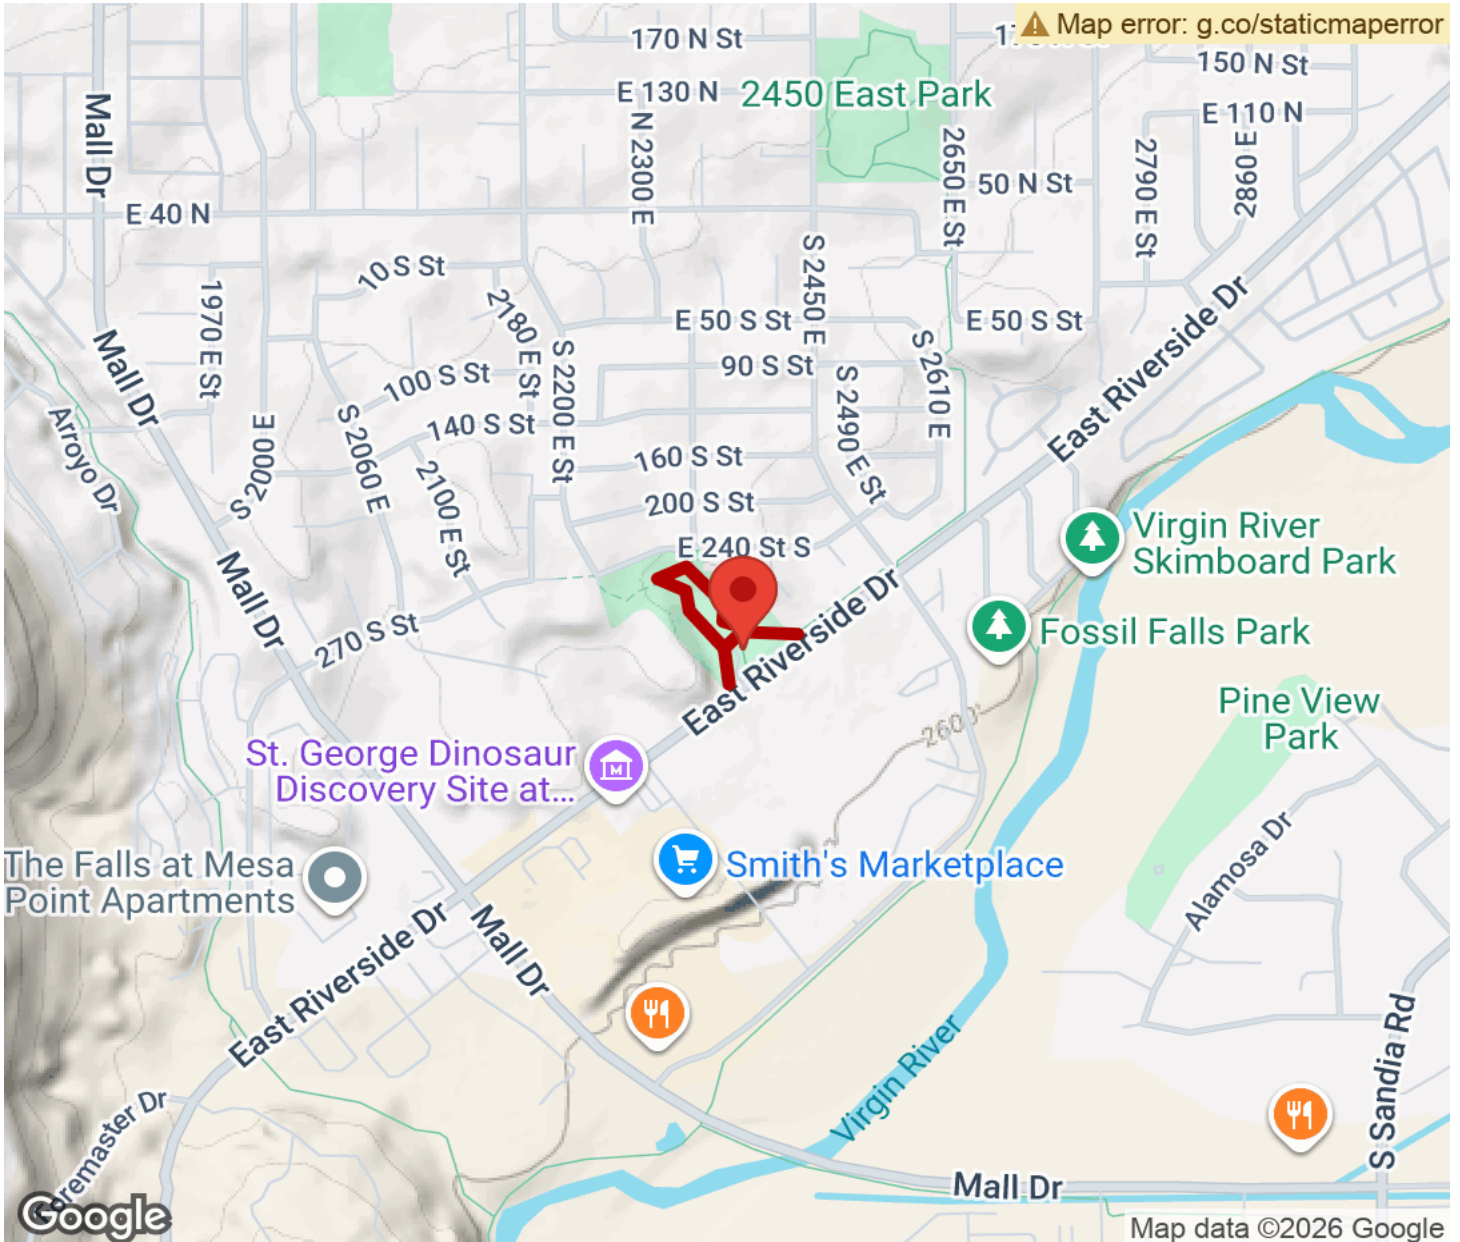 Map error: g.co/staticmaperror
170 N St
150 N St
E 130 N
2450 East Park
E 110 N
Mall Dr
N 2300 E
2650 E St
2790 E St
2860 E
50 N St
E 40 N
10 S St
S 2450 E
1970 E St
2180 E St
E 50 S St
E 50 S St
East Riverside Dr
Mall Dr
S 2200 E St
90 S St
S 2610 E
100 S St
S 2490 E St
Arroyo Dr
S 2000 E
S 2060 E
140 S St
160 S St
2100 E St
200 S St
Virgin River
Skimboard Park
E 240 St S
Mall Dr
270 S St
East Riverside Dr
Fossil Falls Park
Pine View
Park
2600'
St. George Dinosaur
Discovery Site at...
The Falls at Mesa
Point Apartments
Smith's Marketplace
Alamosa Dr
East Riverside Dr
Mall Dr
Virgin River
S Sandia Rd
Foremaster Dr
Mall Dr
Google
Map data ©2026 Google